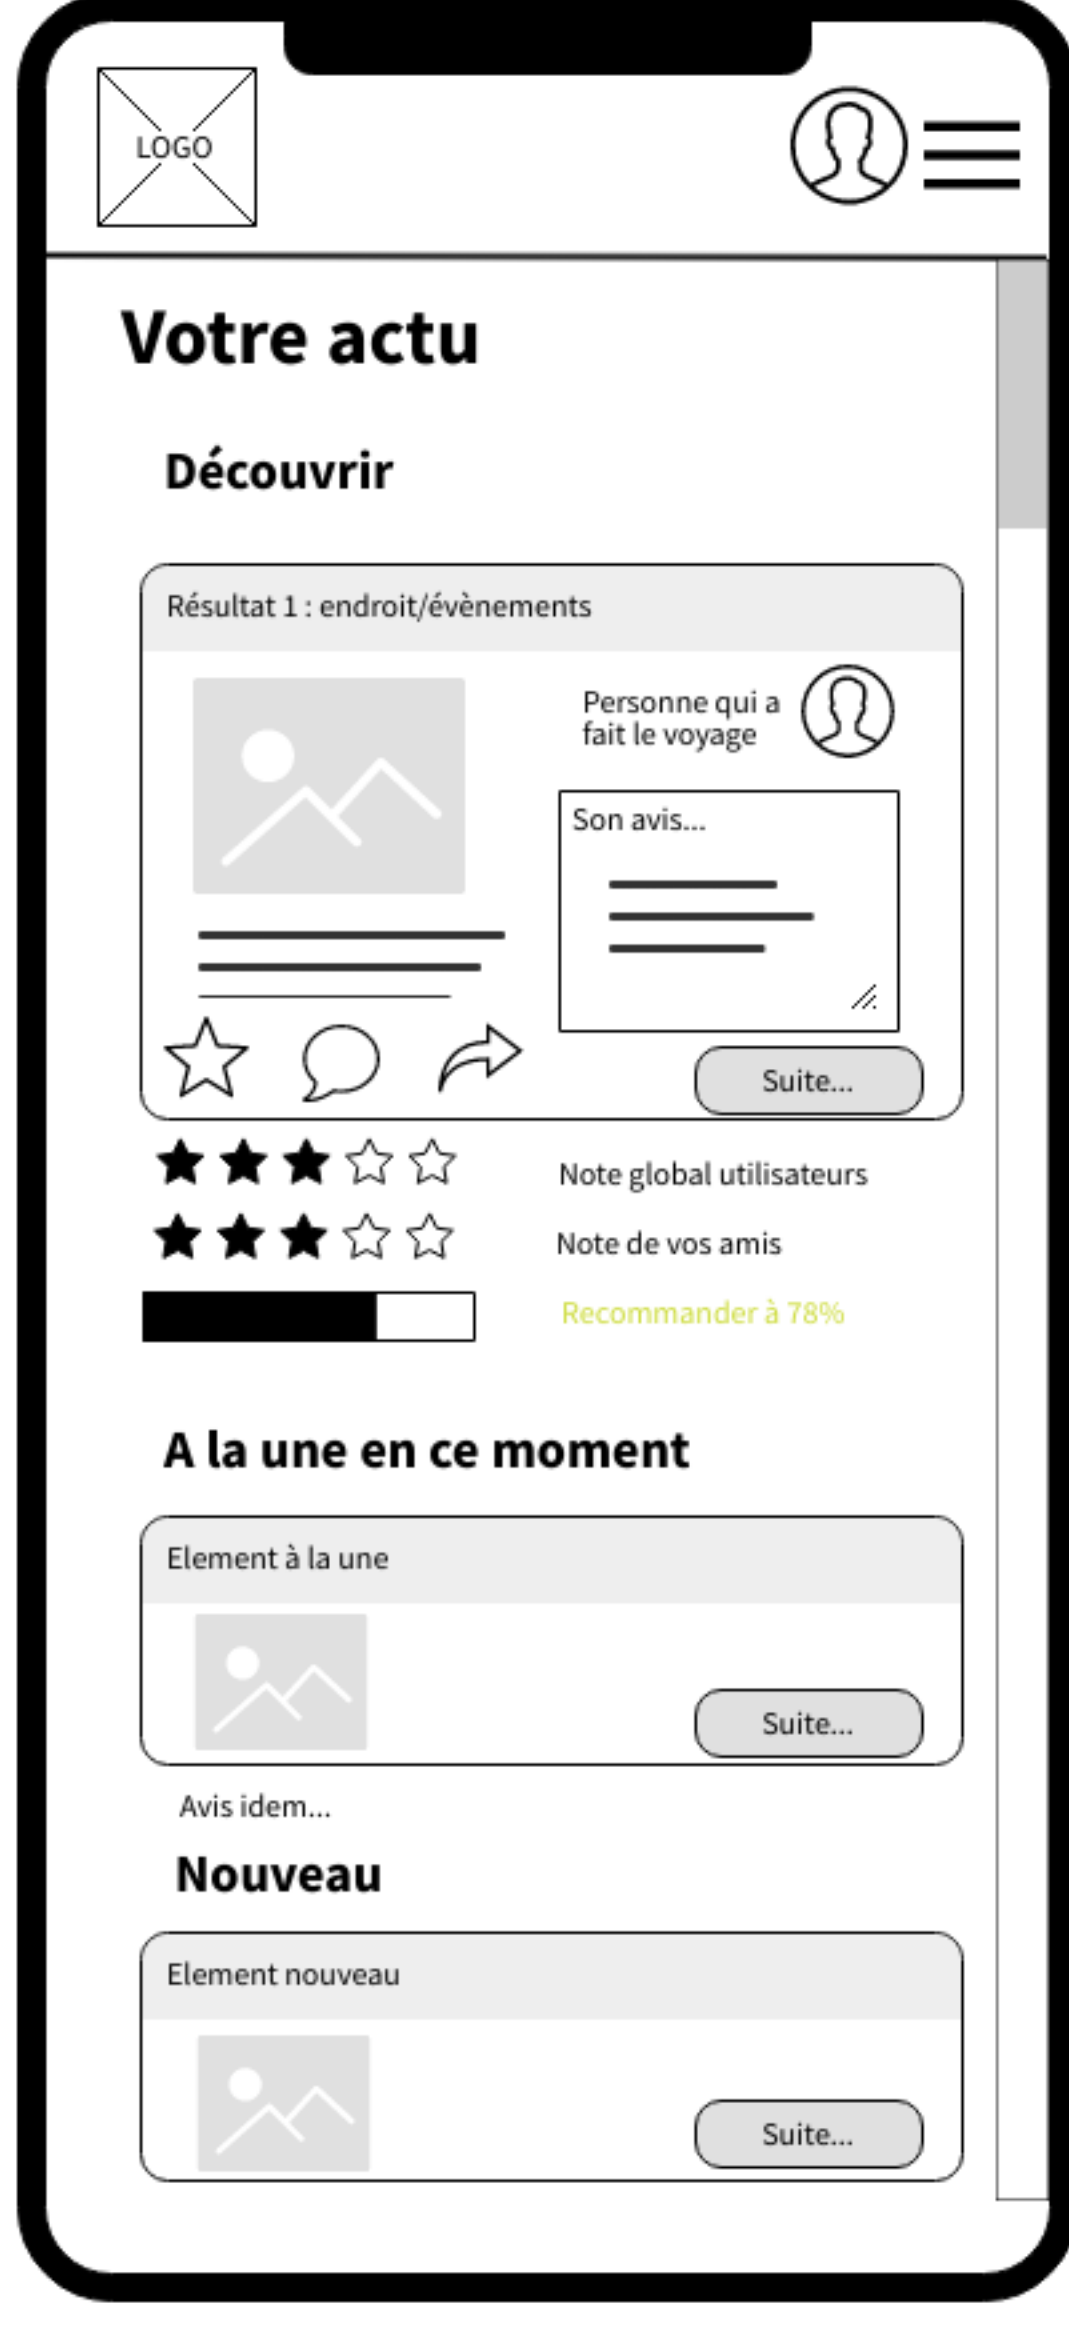 LOGO
Votre actu
Découvrir
Résultat 1 : endroit/évènements
Personne qui a
fait le voyage
Son avis...
Suite...
Note global utilisateurs
Note de vos amis
Recommander à 78%
A la une en ce moment
Element à la une
Suite...
Avis idem...
Nouveau
Element nouveau
Suite...